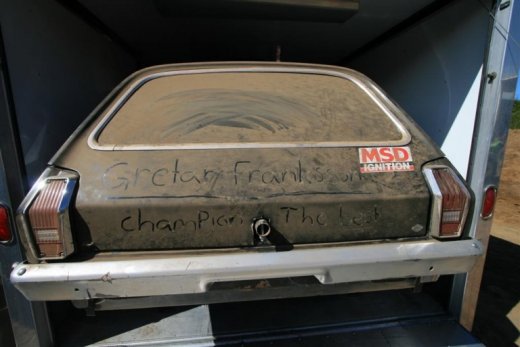 MSD
IGNITION
Gretar Franksson
Champion The best